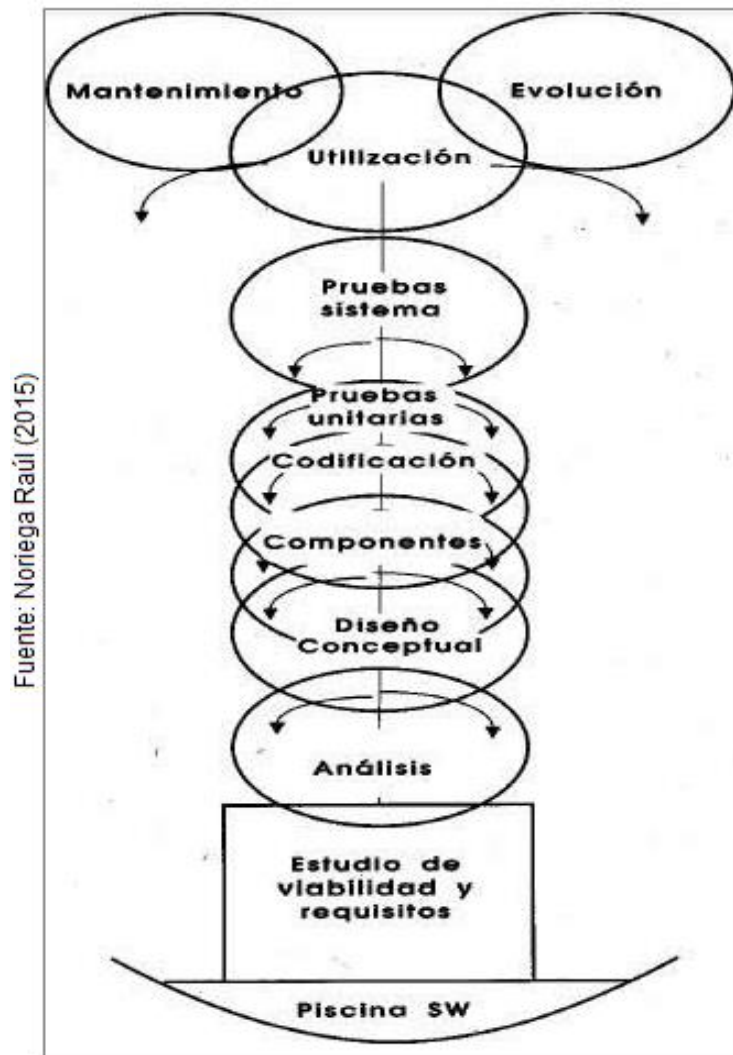 Mantenimiento
Evolución
Utilización
Pruebas
sistema
Pruebas
unitarias
Codificación
Componentes
Diseño
Conceptual
Análisis
Estudio de
viabilidad y
requisitos
Piscina SW
Fuente: Noriega Raúl (2015)